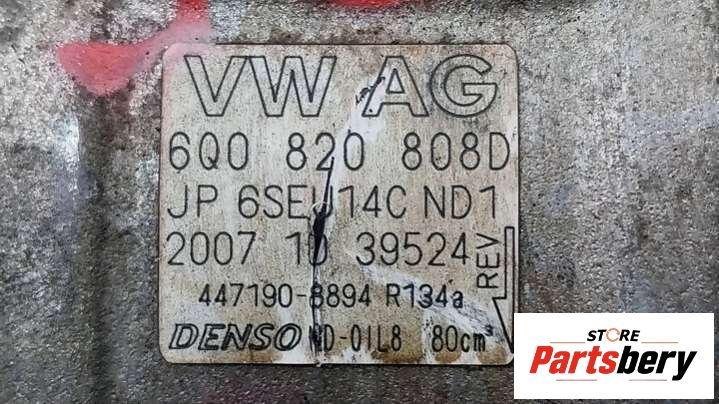 VW AG
6Q0 820 808D
JP 6SEU14C ND1
2007 10 39524
REV
447190-8894 R134a
DENSO ND-OIL8 80cm³
STORE
Partsbery